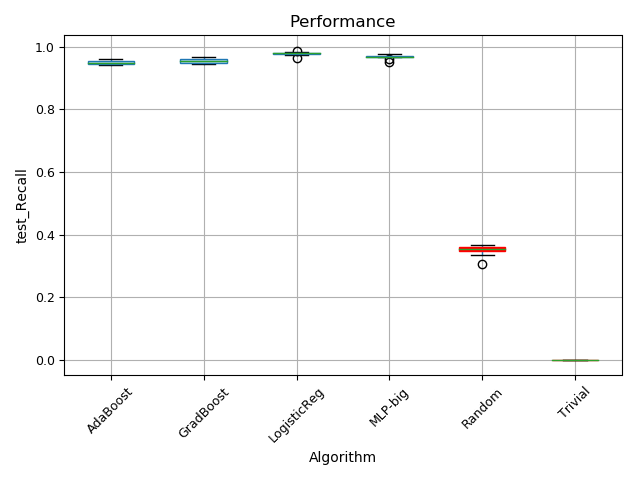 Performance
1.0
0.8
0.6
0.4
0.2
0.0
test_Recall
AdaBoost
GradBoost
LogisticReg
MLP-big
Random
Trivial
Algorithm